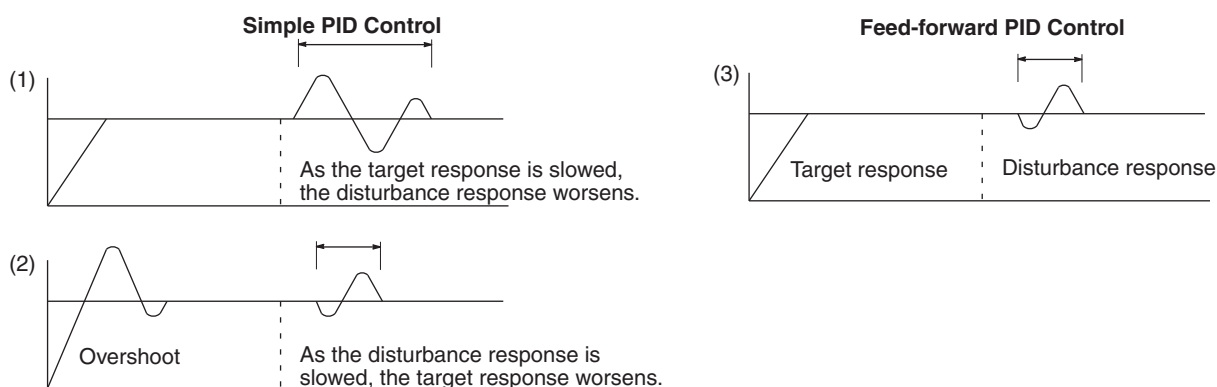 Simple PID Control
(1)
As the target response is slowed,
the disturbance response worsens.
(2)
Overshoot
As the disturbance response is
slowed, the target response worsens.
Feed-forward PID Control
(3)
Target response
Disturbance response